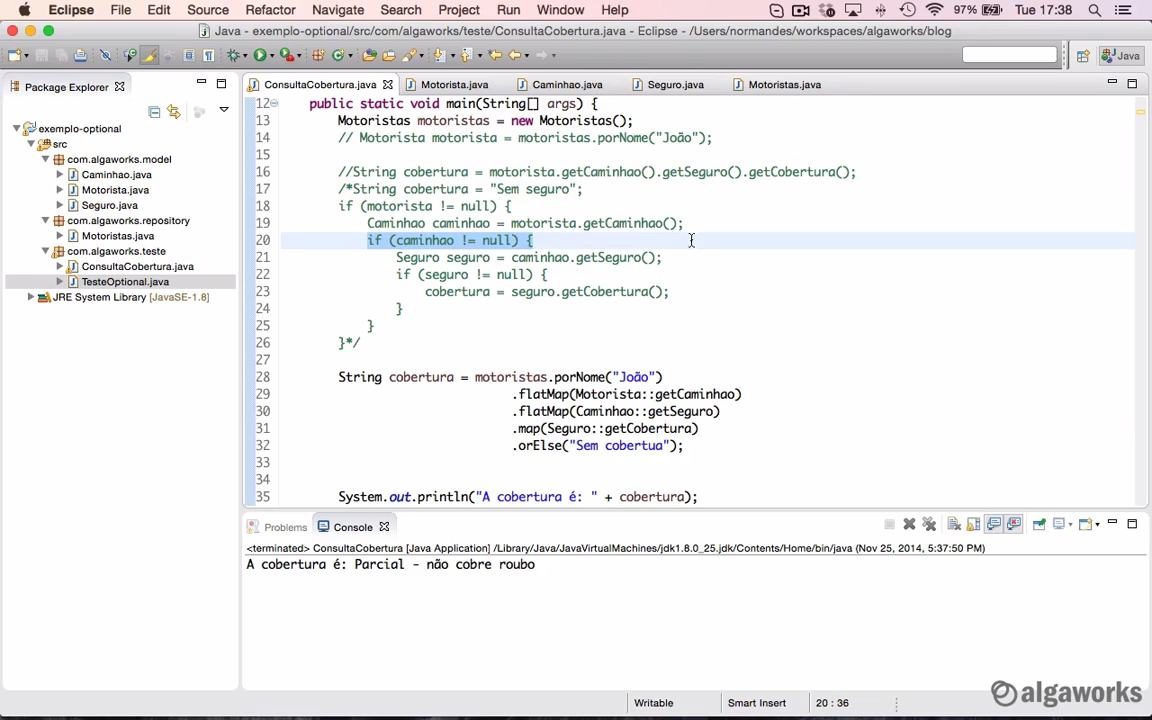 Eclipse File Edit Source Refactor Navigate Search Project Run Window Help 97% Tue 17:38
Java - exemplo-optional/src/com/algaworks/teste/ConsultaCobertura.java - Eclipse - /Users/normandes/workspaces/algaworks/blog
Java
Package Explorer
exemplo-optional
src
com.algaworks.model
Caminhao.java
Motorista.java
Seguro.java
com.algaworks.repository
Motoristas.java
com.algaworks.teste
ConsultaCobertura.java
TesteOptional.java
JRE System Library [JavaSE-1.8]
ConsultaCobertura.java Motorista.java Caminhao.java Seguro.java Motoristas.java
12 public static void main(String[] args) {
13 Motoristas motoristas = new Motoristas();
14 // Motorista motorista = motoristas.porNome("João");
15
16 //String cobertura = motorista.getCaminhao().getSeguro().getCobertura();
17 /*String cobertura = "Sem seguro";
18 if (motorista != null) {
19 Caminhao caminhao = motorista.getCaminhao();
20 if (caminhao != null) {
21 Seguro seguro = caminhao.getSeguro();
22 if (seguro != null) {
23 cobertura = seguro.getCobertura();
24 }
25 }
26 }*/
27
28 String cobertura = motoristas.porNome("João")
29 .flatMap(Motorista::getCaminhao)
30 .flatMap(Caminhao::getSeguro)
31 .map(Seguro::getCobertura)
32 .orElse("Sem cobertua");
33
34
35 System.out.println("A cobertura é: " + cobertura);
Problems Console
<terminated> ConsultaCobertura [Java Application] /Library/Java/JavaVirtualMachines/jdk1.8.0_25.jdk/Contents/Home/bin/java (Nov 25, 2014, 5:37:50 PM)
A cobertura é: Parcial - não cobre roubo
algaworks
Writable Smart Insert 20 : 36